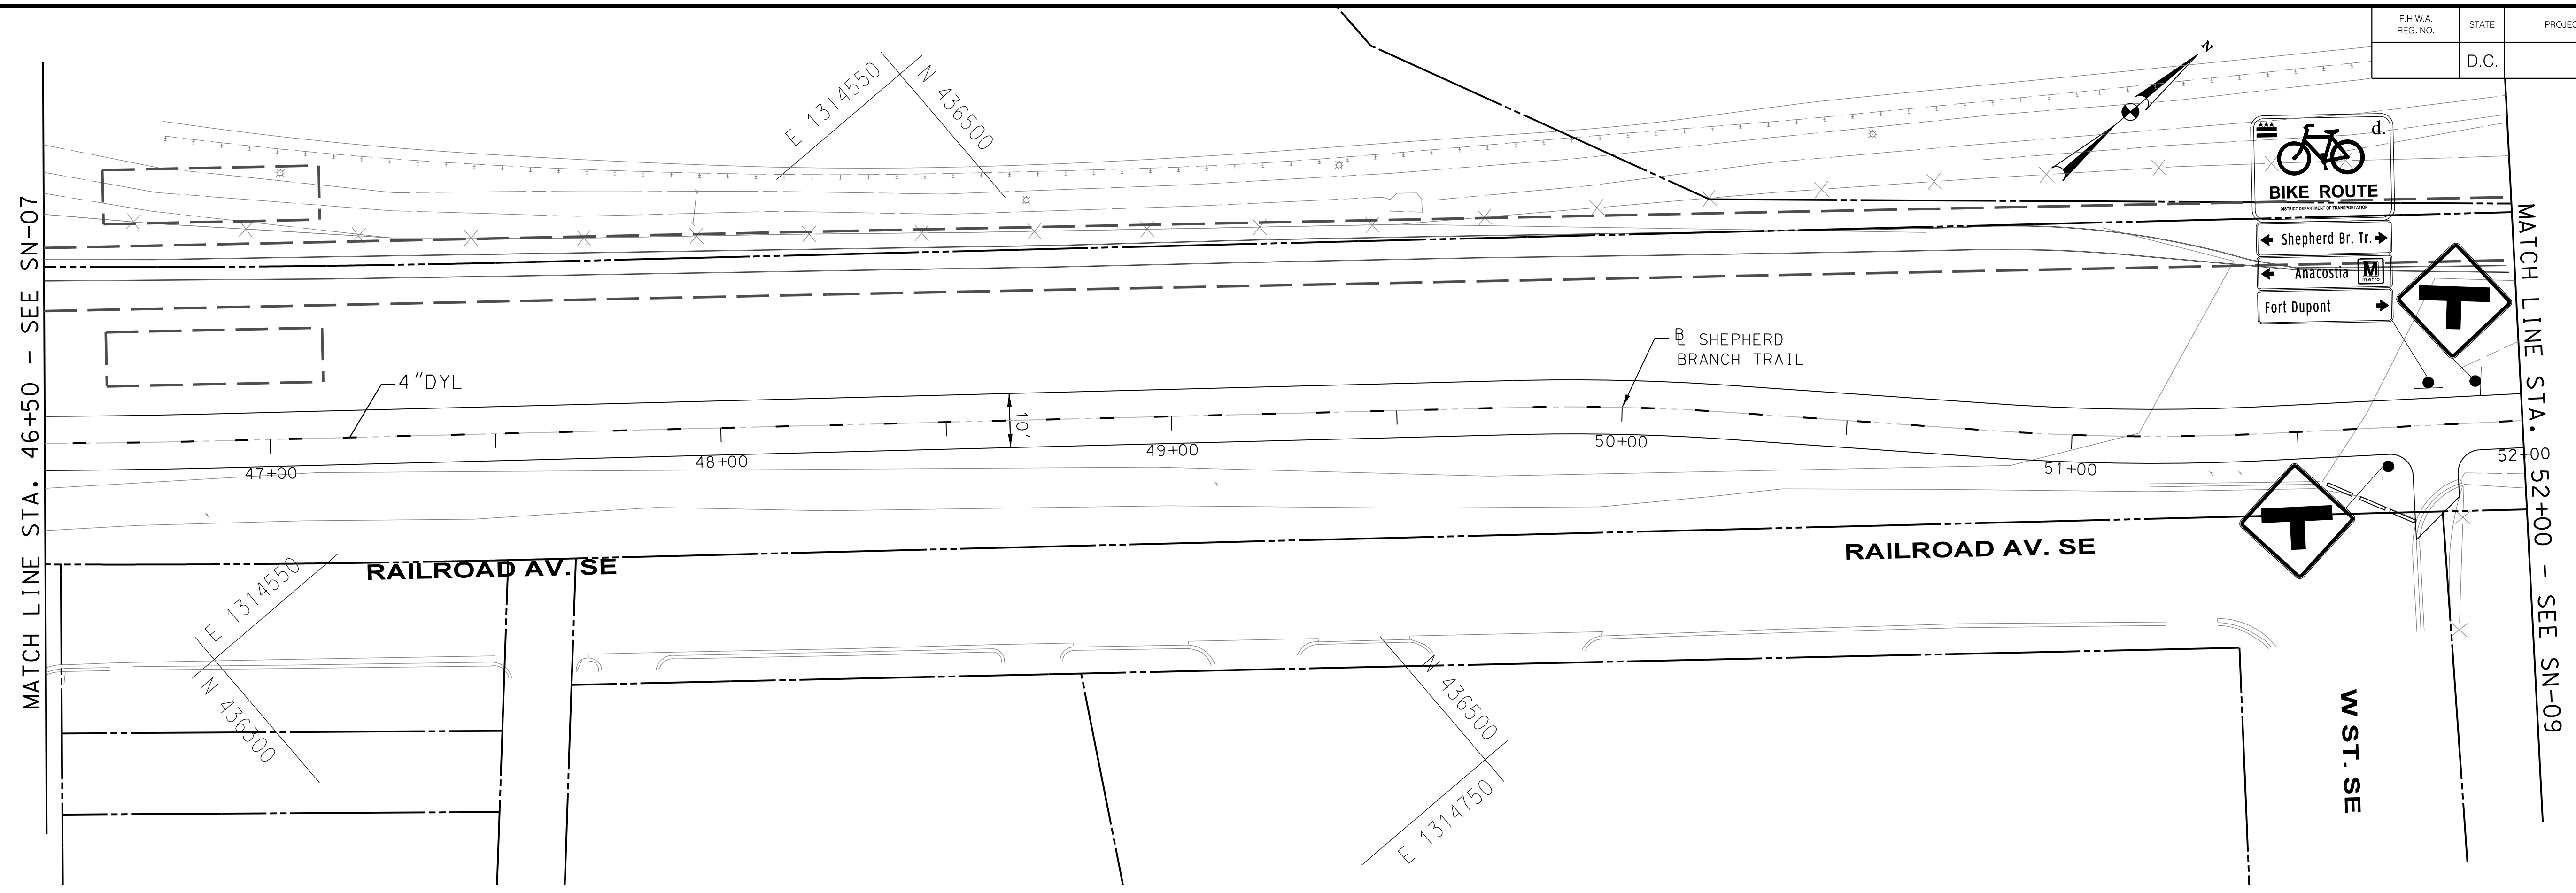 F.H.W.A.
REG. NO.
STATE
PROJEC
D.C.
N
E 1314550
N 436500
d.
BIKE ROUTE
DISTRICT DEPARTMENT OF TRANSPORTATION
Shepherd Br. Tr.
Anacostia
M
metro
Fort Dupont
MATCH LINE STA. 46+50 - SEE SN-07
MATCH LINE STA. 52+00 - SEE SN-09
BL SHEPHERD
BRANCH TRAIL
4"DYL
10'
47+00
48+00
49+00
50+00
51+00
52+00
RAILROAD AV. SE
RAILROAD AV. SE
E 1314550
N 436300
N 436500
E 1314750
W ST. SE